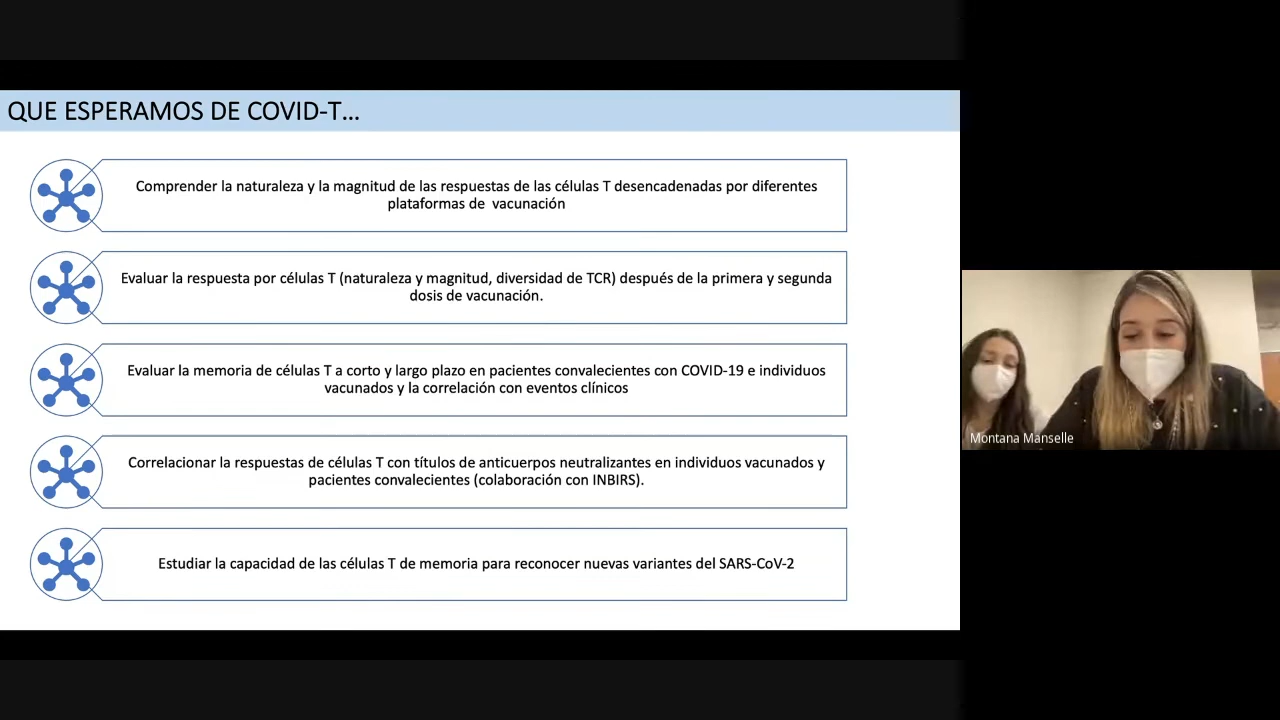 QUE ESPERAMOS DE COVID-T...
Comprender la naturaleza y la magnitud de las respuestas de las células T desencadenadas por diferentes
plataformas de vacunación
Evaluar la respuesta por células T (naturaleza y magnitud, diversidad de TCR) después de la primera y segunda
dosis de vacunación.
Evaluar la memoria de células T a corto y largo plazo en pacientes convalecientes con COVID-19 e individuos
vacunados y la correlación con eventos clínicos
Correlacionar la respuestas de células T con títulos de anticuerpos neutralizantes en individuos vacunados y
pacientes convalecientes (colaboración con INBIRS).
Estudiar la capacidad de las células T de memoria para reconocer nuevas variantes del SARS-CoV-2
Montana Manselle